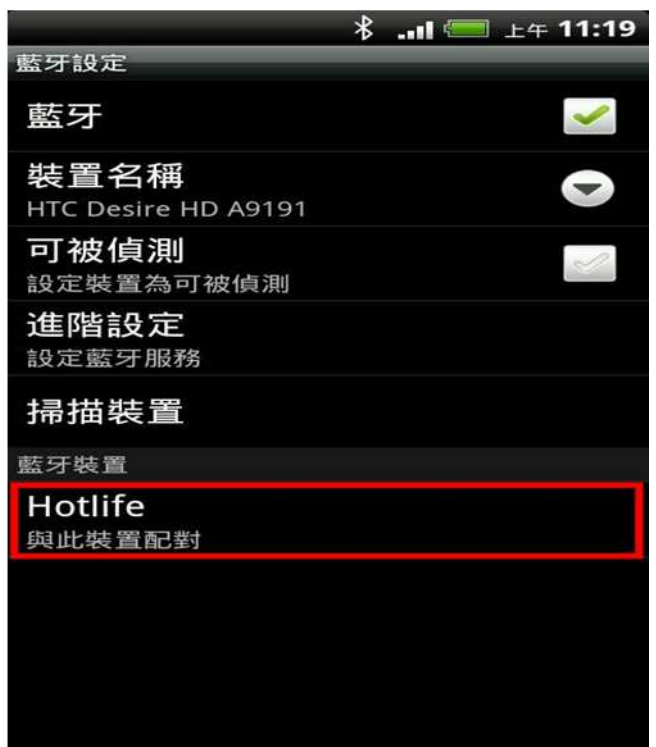 上午 11:19
藍牙設定
藍牙
裝置名稱
HTC Desire HD A9191
可被偵測
設定裝置為可被偵測
進階設定
設定藍牙服務
掃描裝置
藍牙裝置
Hotlife
與此裝置配對